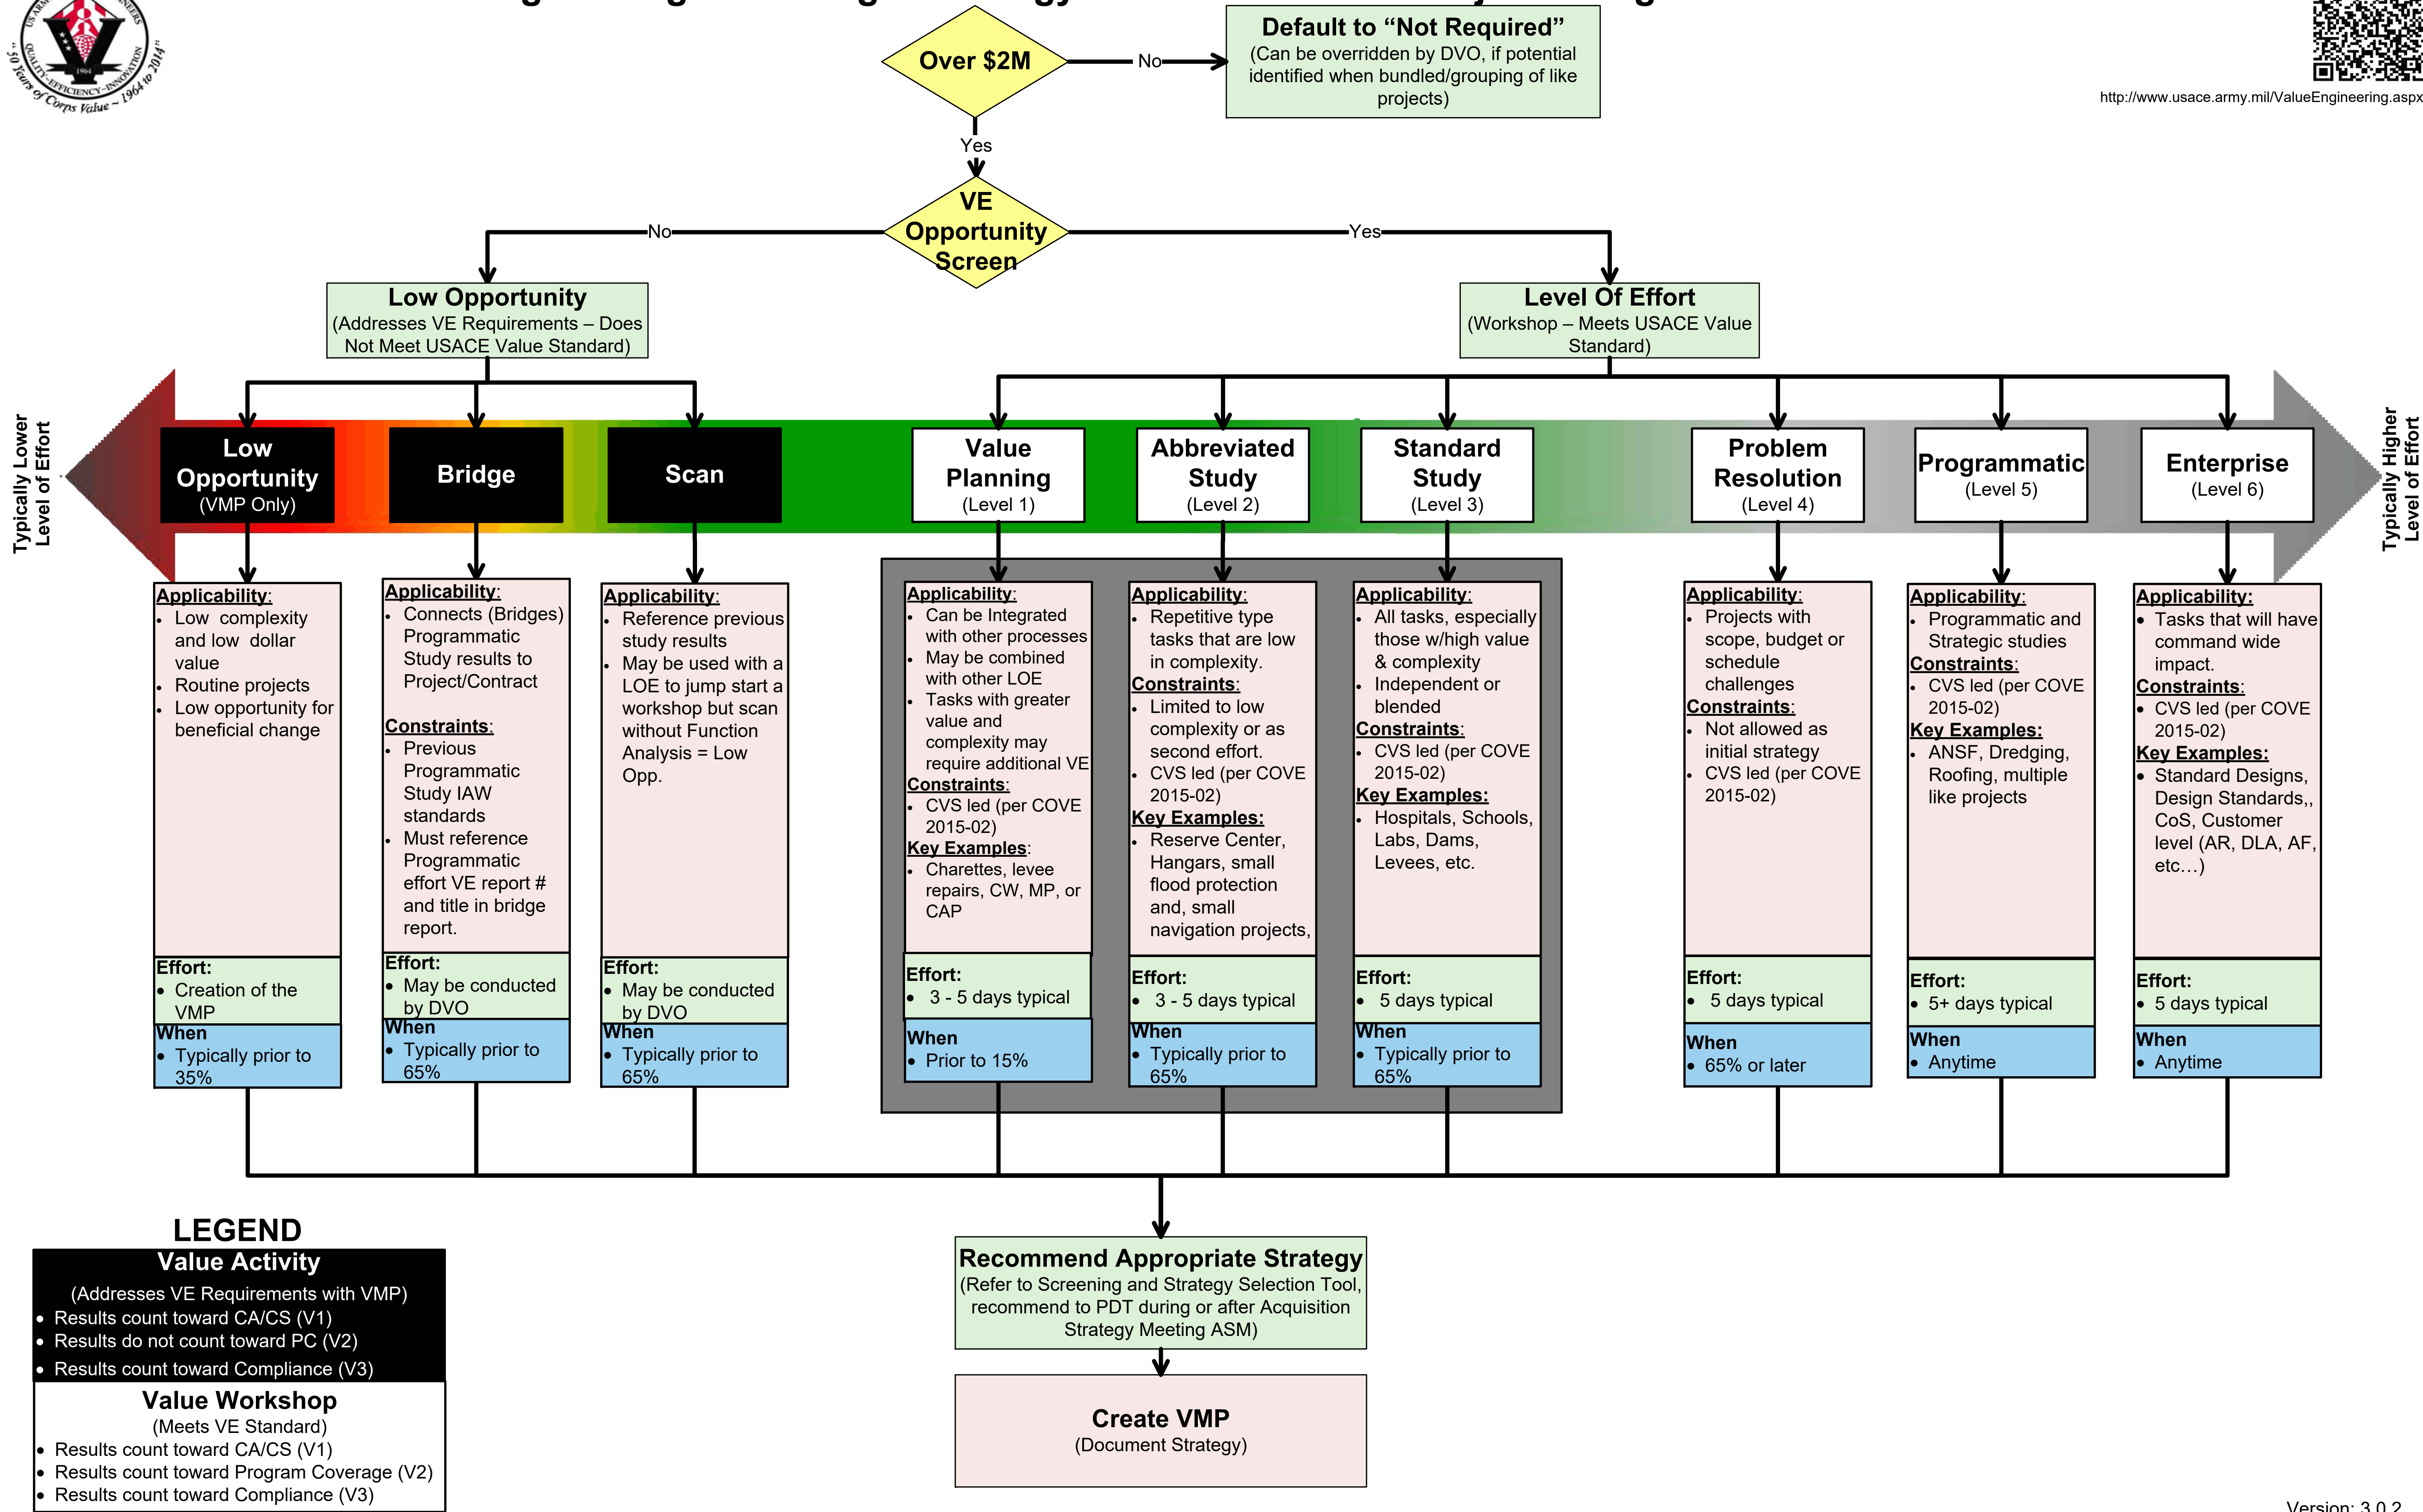 US ARMY
QUALITY–EFFICIENCY–INNOVATION
1964
"50 Years of Corps Value ~ 1964 to 2014"
http://www.usace.army.mil/ValueEngineering.aspx
Over $2M
No
Default to “Not Required”
(Can be overridden by DVO, if potential
identified when bundled/grouping of like
projects)
Yes
VE
Opportunity
Screen
No
Yes
Low Opportunity
(Addresses VE Requirements – Does
Not Meet USACE Value Standard)
Level Of Effort
(Workshop – Meets USACE Value
Standard)
Typically Lower
Level of Effort
Low
Opportunity
(VMP Only)
Bridge
Scan
Value
Planning
(Level 1)
Abbreviated
Study
(Level 2)
Standard
Study
(Level 3)
Problem
Resolution
(Level 4)
Programmatic
(Level 5)
Enterprise
(Level 6)
Typically Higher
Level of Effort
Applicability:
• Low complexity
and low dollar
value
• Routine projects
• Low opportunity for
beneficial change
Effort:
• Creation of the
VMP
When
• Typically prior to
35%
Applicability:
• Connects (Bridges)
Programmatic
Study results to
Project/Contract
Constraints:
• Previous
Programmatic
Study IAW
standards
• Must reference
Programmatic
effort VE report #
and title in bridge
report.
Effort:
• May be conducted
by DVO
When
• Typically prior to
65%
Applicability:
• Reference previous
study results
• May be used with a
LOE to jump start a
workshop but scan
without Function
Analysis = Low
Opp.
Effort:
• May be conducted
by DVO
When
• Typically prior to
65%
Applicability:
• Can be Integrated
with other processes
• May be combined
with other LOE
• Tasks with greater
value and
complexity may
require additional VE
Constraints:
• CVS led (per COVE
2015-02)
Key Examples:
• Charettes, levee
repairs, CW, MP, or
CAP
Effort:
• 3 - 5 days typical
When
• Prior to 15%
Applicability:
• Repetitive type
tasks that are low
in complexity.
Constraints:
• Limited to low
complexity or as
second effort.
• CVS led (per COVE
2015-02)
Key Examples:
• Reserve Center,
Hangars, small
flood protection
and, small
navigation projects,
Effort:
• 3 - 5 days typical
When
• Typically prior to
65%
Applicability:
• All tasks, especially
those w/high value
& complexity
• Independent or
blended
Constraints:
• CVS led (per COVE
2015-02)
Key Examples:
• Hospitals, Schools,
Labs, Dams,
Levees, etc.
Effort:
• 5 days typical
When
• Typically prior to
65%
Applicability:
• Projects with
scope, budget or
schedule
challenges
Constraints:
• Not allowed as
initial strategy
• CVS led (per COVE
2015-02)
Effort:
• 5 days typical
When
• 65% or later
Applicability:
• Programmatic and
Strategic studies
Constraints:
• CVS led (per COVE
2015-02)
Key Examples:
• ANSF, Dredging,
Roofing, multiple
like projects
Effort:
• 5+ days typical
When
• Anytime
Applicability:
• Tasks that will have
command wide
impact.
Constraints:
• CVS led (per COVE
2015-02)
Key Examples:
• Standard Designs,
Design Standards,,
CoS, Customer
level (AR, DLA, AF,
etc…)
Effort:
• 5 days typical
When
• Anytime
LEGEND
Value Activity
(Addresses VE Requirements with VMP)
• Results count toward CA/CS (V1)
• Results do not count toward PC (V2)
• Results count toward Compliance (V3)
Value Workshop
(Meets VE Standard)
• Results count toward CA/CS (V1)
• Results count toward Program Coverage (V2)
• Results count toward Compliance (V3)
Recommend Appropriate Strategy
(Refer to Screening and Strategy Selection Tool,
recommend to PDT during or after Acquisition
Strategy Meeting ASM)
Create VMP
(Document Strategy)
Version: 3.0.2